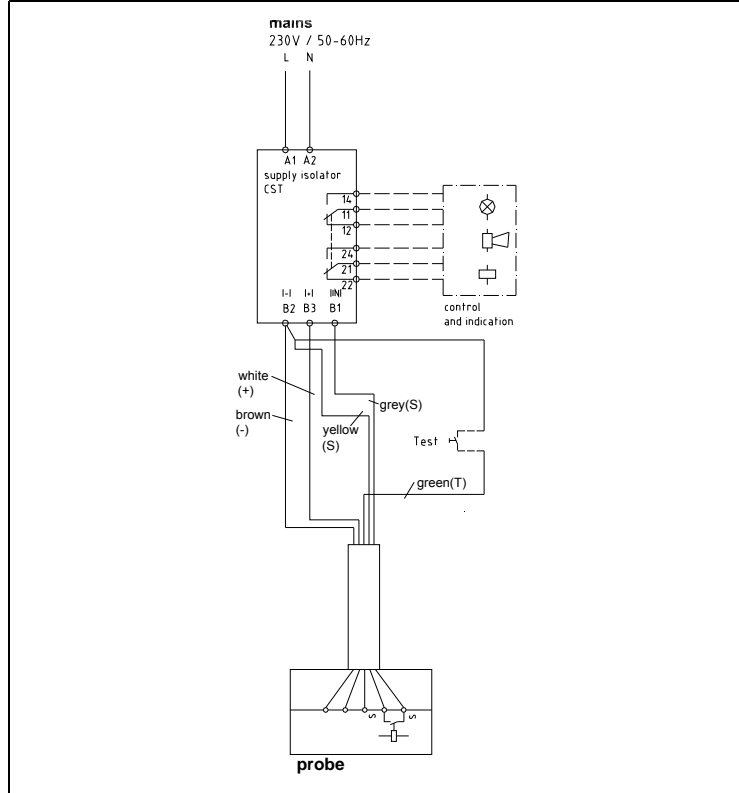 mains
230V / 50-60Hz
L N
A1 A2
supply isolator
CST
14
11
12
24
21
22
|-| |+| |IN|
B2 B3 B1
control
and indication
white
(+)
grey(S)
brown
(-)
yellow
(S)
Test
green(T)
S S
probe